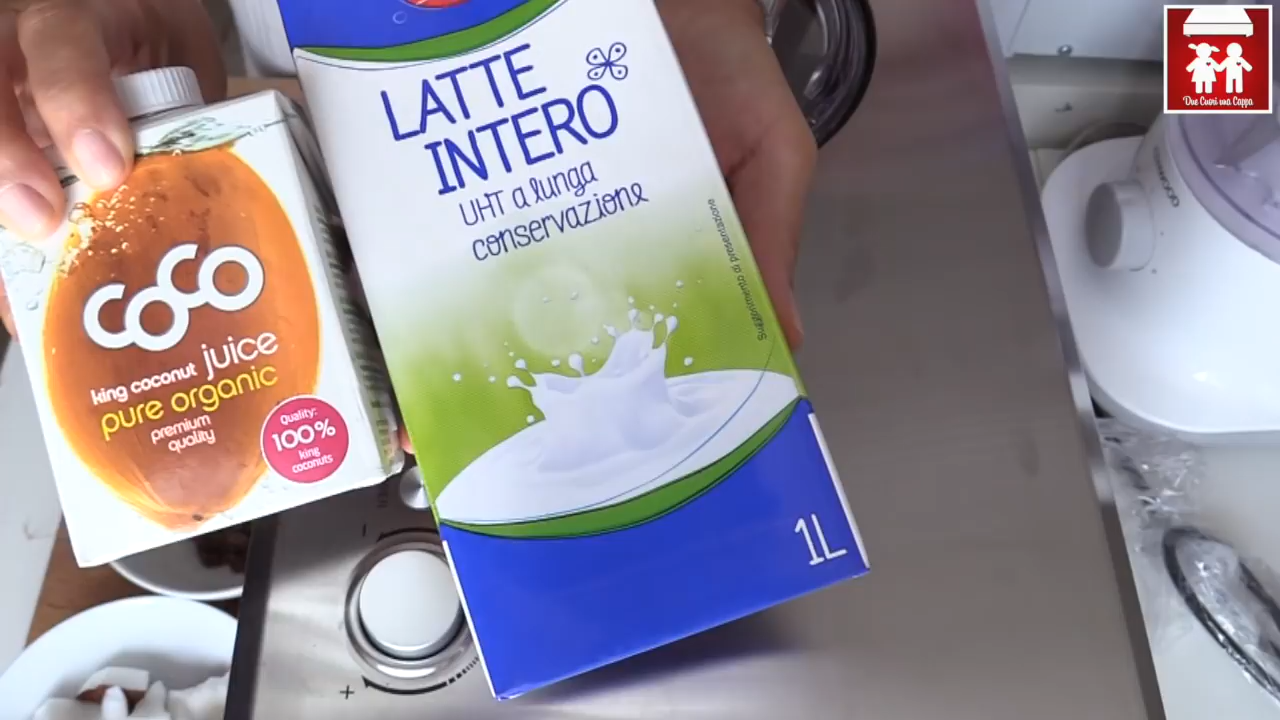 LATTE
INTERO
UHT a lunga
conservazione
Suggerimento di presentazione
1L
coco
king coconut juice
pure organic
premium
quality
Quality:
100%
king
coconuts
Due Cuori una Cappa